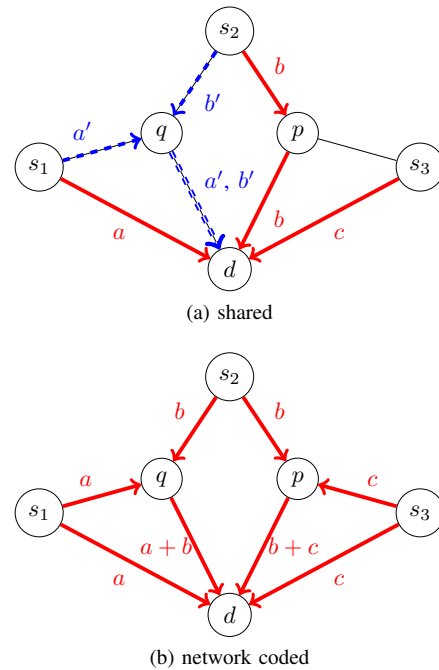 s₂
b
b′
a′
q
p
s₁
s₃
a′, b′
b
a
c
d
(a) shared
s₂
b
b
a
c
q
p
s₁
s₃
a + b
b + c
a
c
d
(b) network coded